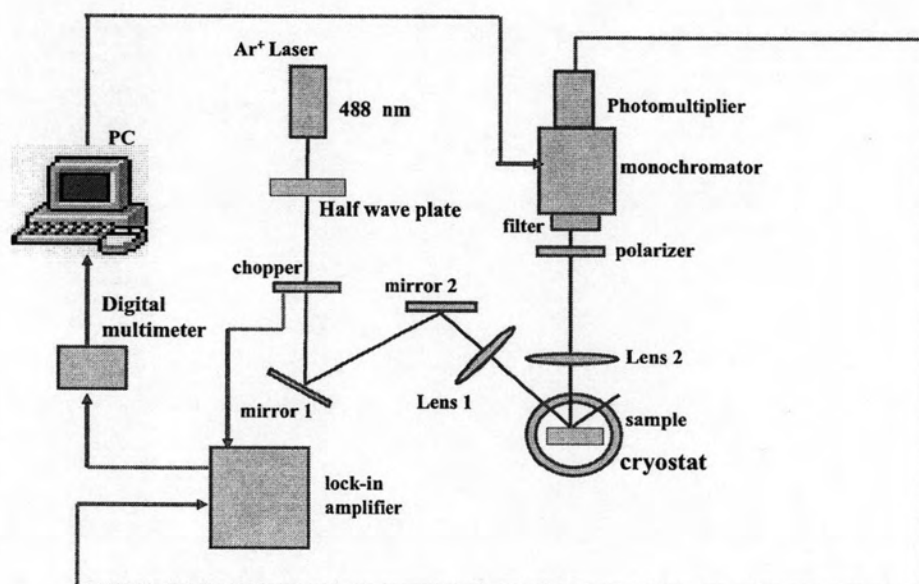 Ar⁺ Laser
488 nm
Photomultiplier
PC
monochromator
Half wave plate
filter
polarizer
chopper
mirror 2
Digital
multimeter
Lens 2
Lens 1
mirror 1
sample
cryostat
lock-in
amplifier